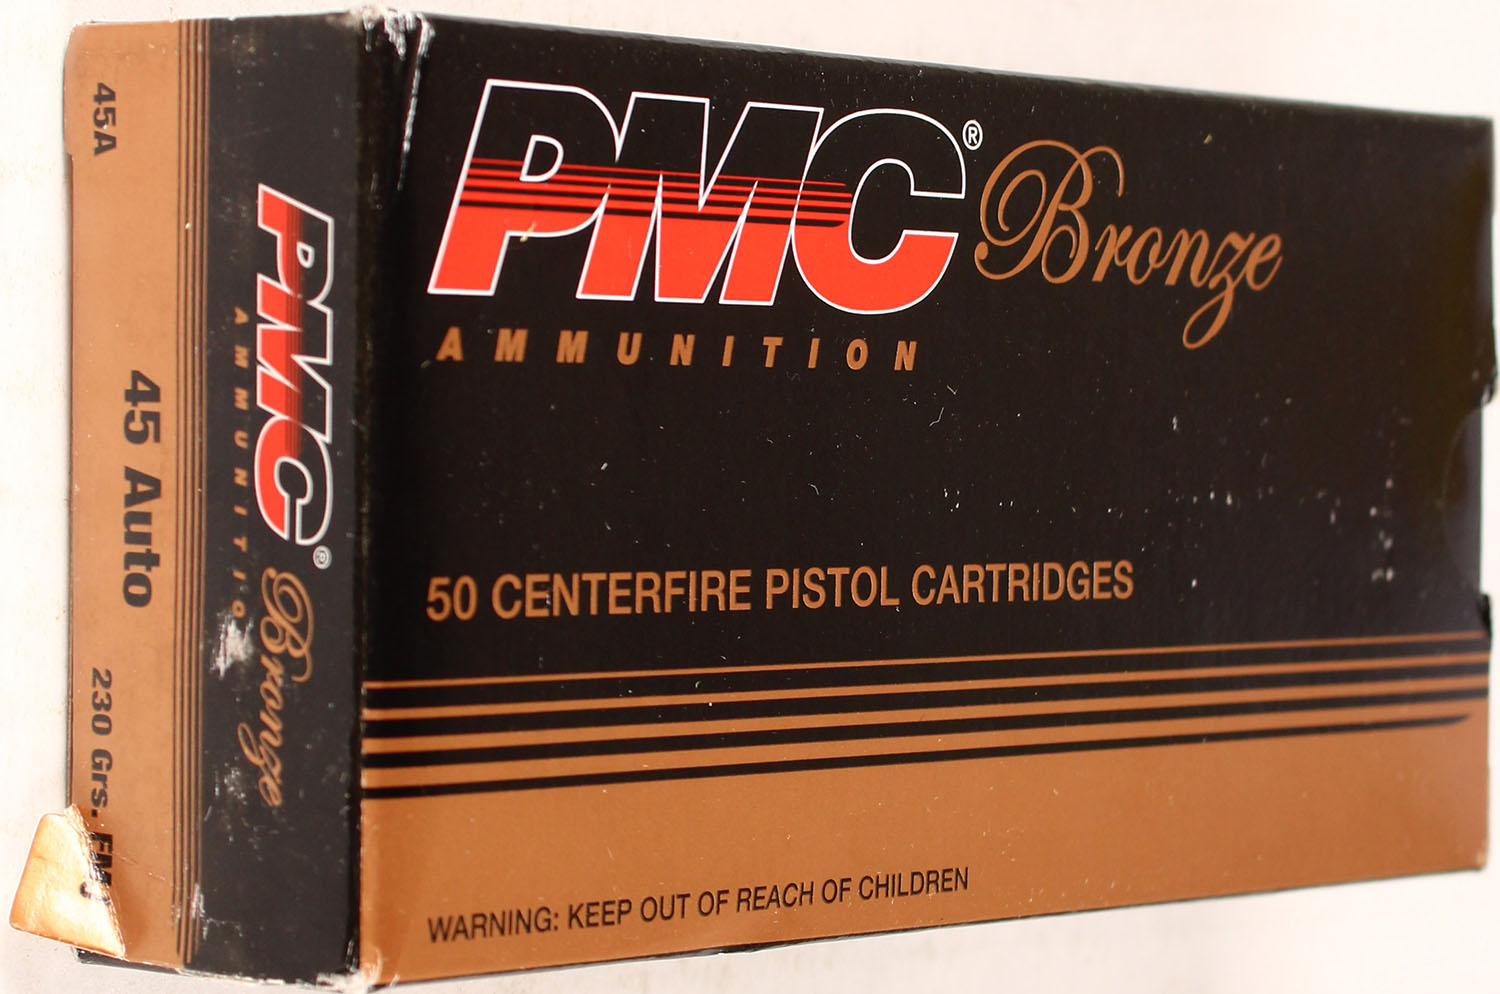 PMC® Bronze
AMMUNITION
50 CENTERFIRE PISTOL CARTRIDGES
WARNING: KEEP OUT OF REACH OF CHILDREN
PMC® Bronze
AMMUNITION
45A
45 Auto
230 Grs. FMJ